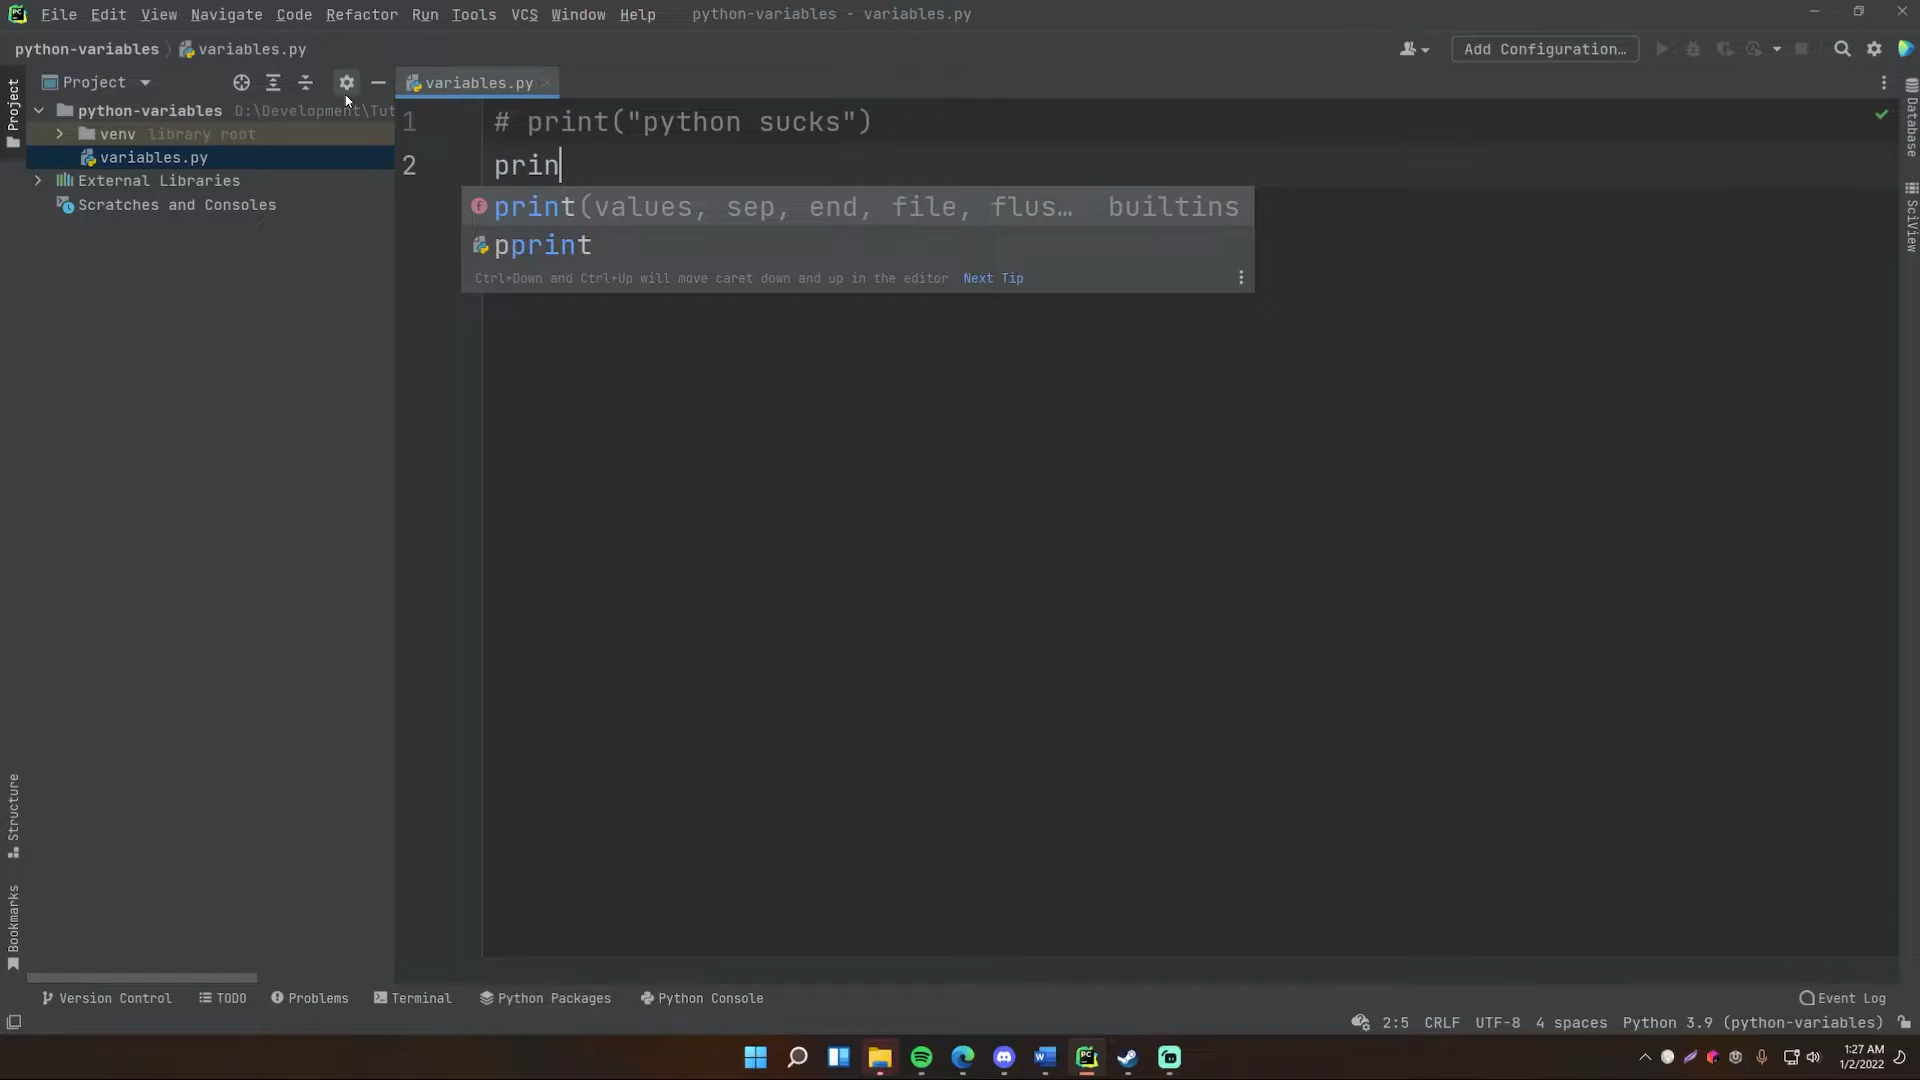 File Edit View Navigate Code Refactor Run Tools VCS Window Help python-variables - variables.py
python-variables variables.py Add Configuration...
Project
Project
variables.py
python-variables D:\Development\Tut
venv library root
variables.py
External Libraries
Scratches and Consoles
1 # print("python sucks")
2 prin
print(values, sep, end, file, flus... builtins
pprint
Ctrl+Down and Ctrl+Up will move caret down and up in the editor Next Tip
Database
SciView
Structure
Bookmarks
Version Control TODO Problems Terminal Python Packages Python Console Event Log
2:5 CRLF UTF-8 4 spaces Python 3.9 (python-variables)
1:27 AM
1/2/2022